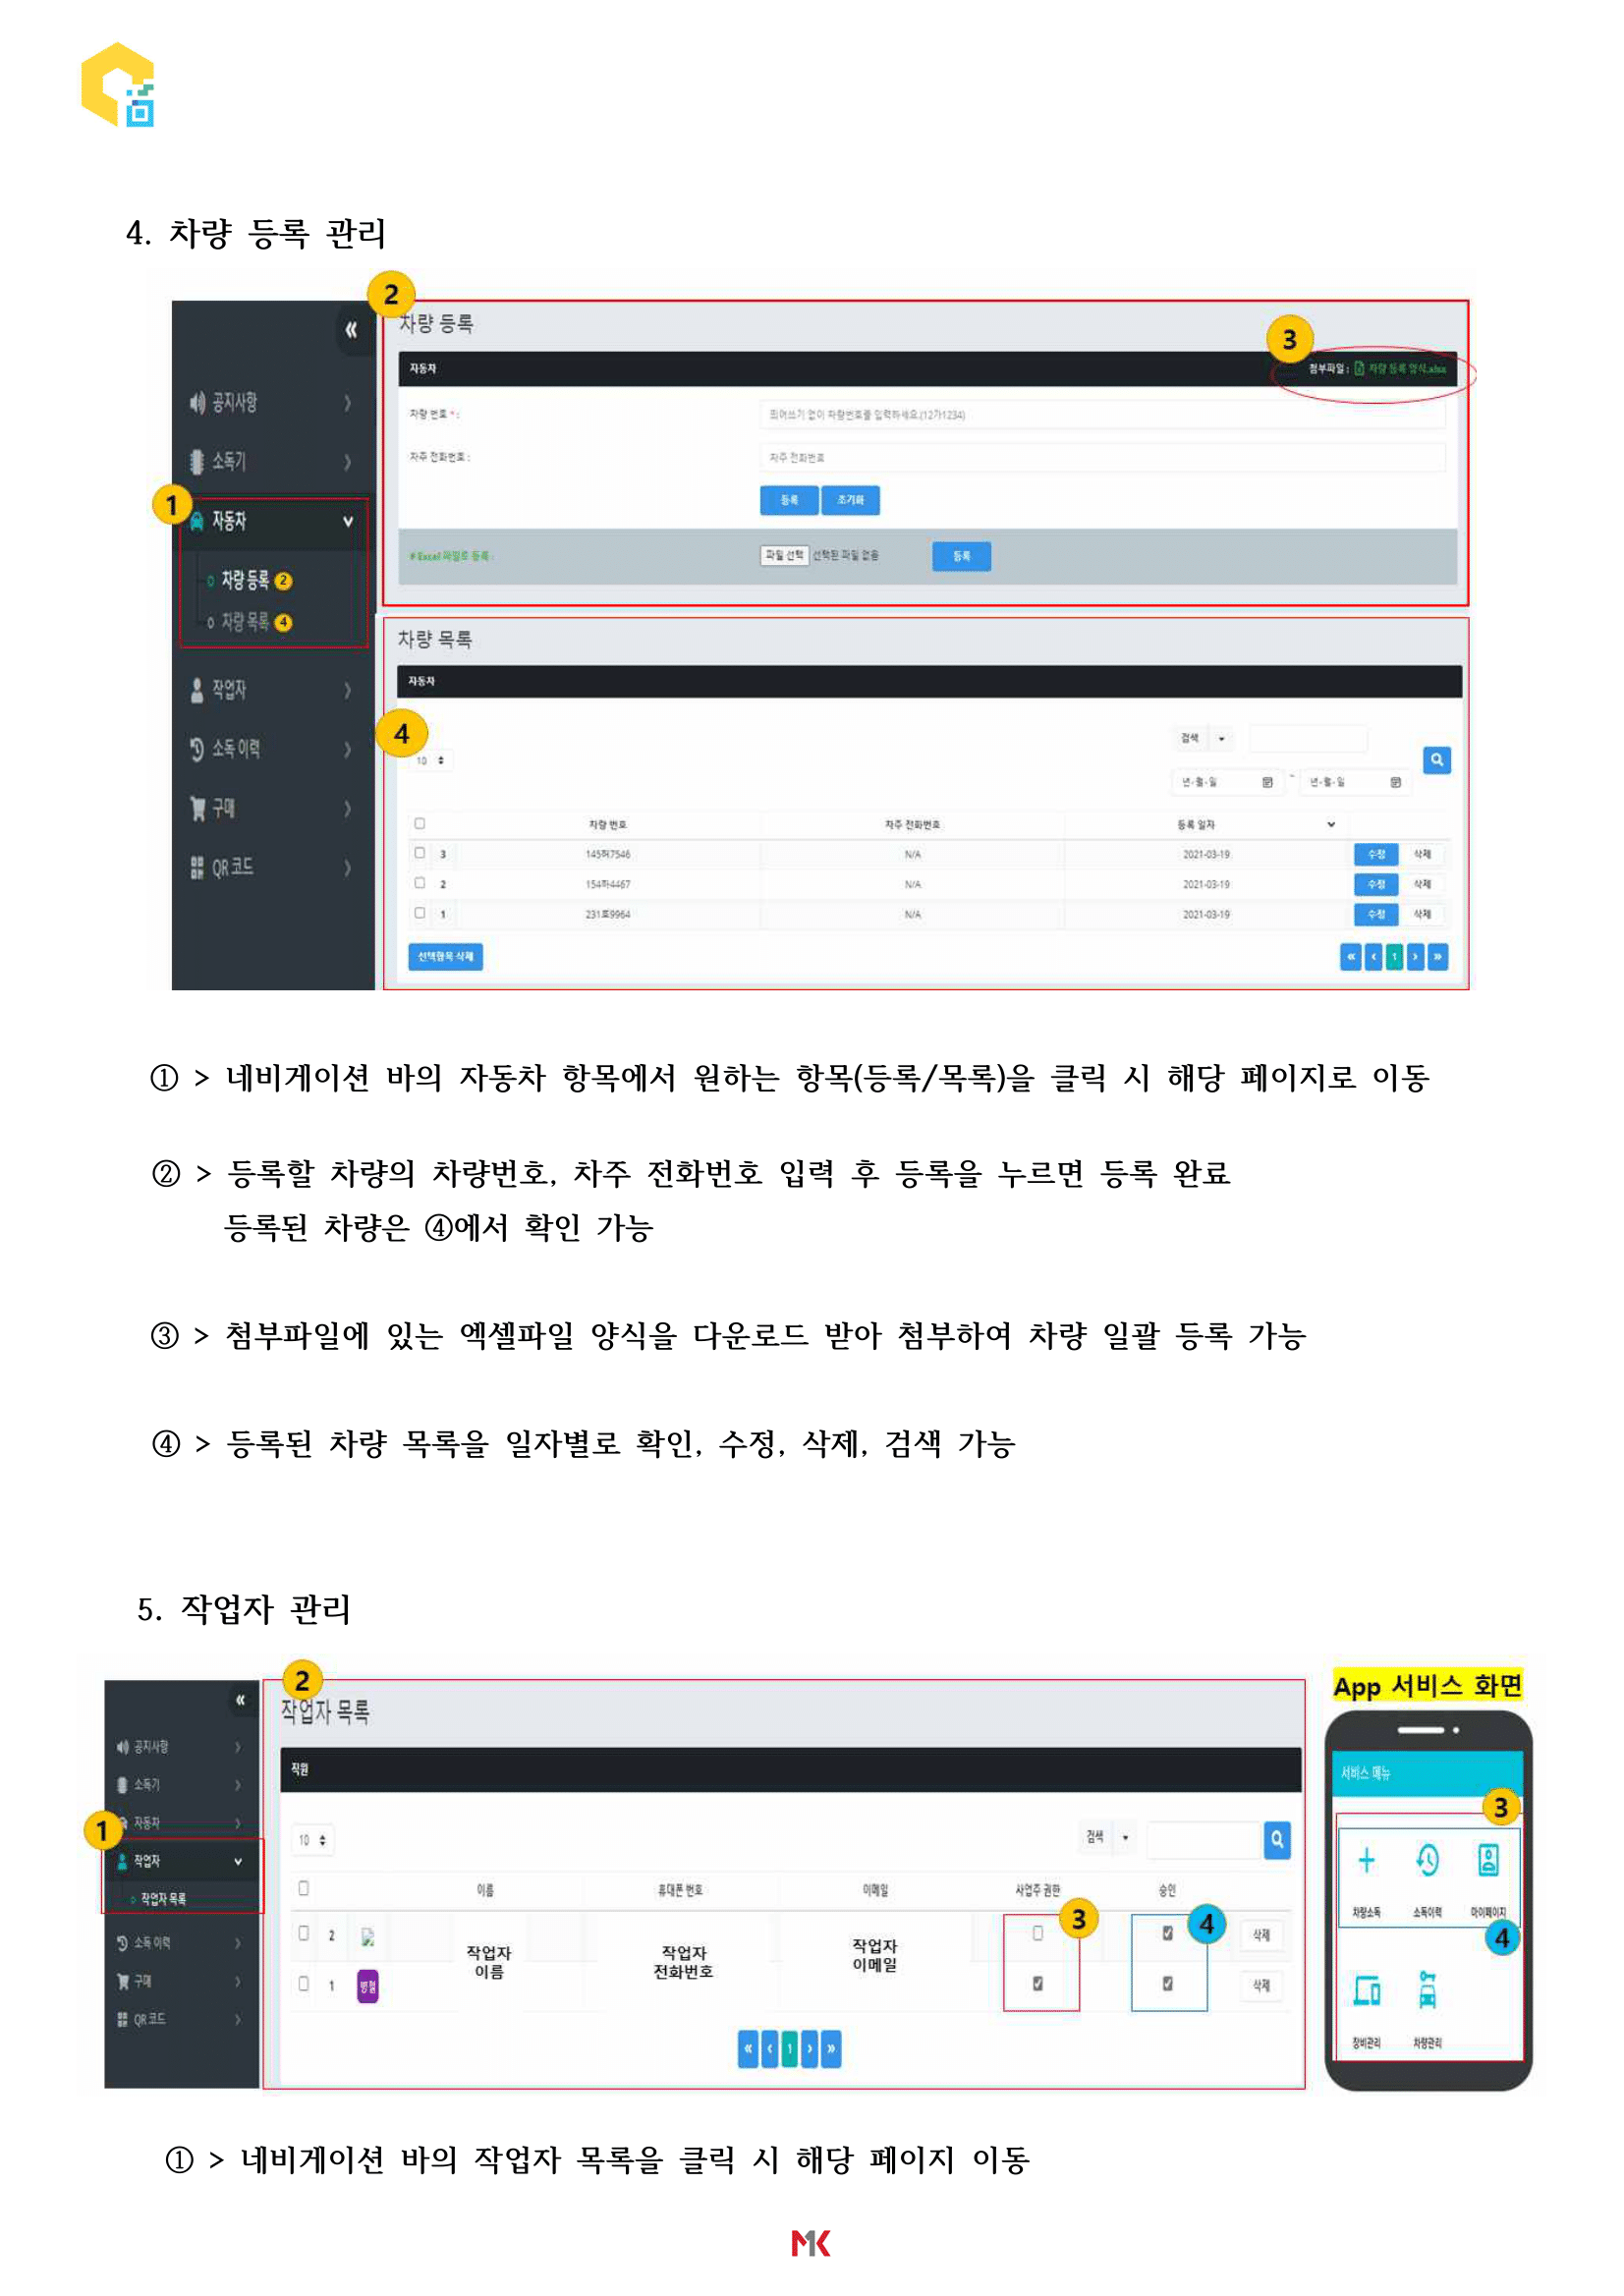 4. 차량 등록 관리
2
차량 등록
3
자동차
첨부파일 : 차량 등록 양식.xlsx
차량 번호 * :
띄어쓰기 없이 차량번호를 입력하세요.(12가1234)
차주 전화번호 :
차주 전화번호
등록
초기화
# Excel 파일로 등록 :
파일 선택 선택된 파일 없음
등록
«
공지사항
소독기
1
자동차
차량 등록 2
차량 목록 4
작업자
소독 이력
구매
QR 코드
차량 목록
자동차
4
10
검색
년-월-일 ~ 년-월-일
차량 번호 차주 전화번호 등록 일자
3 145허7546 N/A 2021-03-19 수정 삭제
2 154하4467 N/A 2021-03-19 수정 삭제
1 231호9964 N/A 2021-03-19 수정 삭제
선택항목 삭제
« ‹ 1 › »
① > 네비게이션 바의 자동차 항목에서 원하는 항목(등록/목록)을 클릭 시 해당 페이지로 이동
② > 등록할 차량의 차량번호, 차주 전화번호 입력 후 등록을 누르면 등록 완료
등록된 차량은 ④에서 확인 가능
③ > 첨부파일에 있는 엑셀파일 양식을 다운로드 받아 첨부하여 차량 일괄 등록 가능
④ > 등록된 차량 목록을 일자별로 확인, 수정, 삭제, 검색 가능
5. 작업자 관리
«
공지사항
소독기
자동차
1
작업자
작업자 목록
소독 이력
구매
QR 코드
2
작업자 목록
직원
10
검색
이름 휴대폰 번호 이메일 사업주 권한 승인
2 삭제
1 삭제
작업자
이름
작업자
전화번호
작업자
이메일
3
4
« ‹ 1 › »
App 서비스 화면
서비스 메뉴
3
차량소독 소독이력 마이페이지
4
장비관리 차량관리
① > 네비게이션 바의 작업자 목록을 클릭 시 해당 페이지 이동
MK